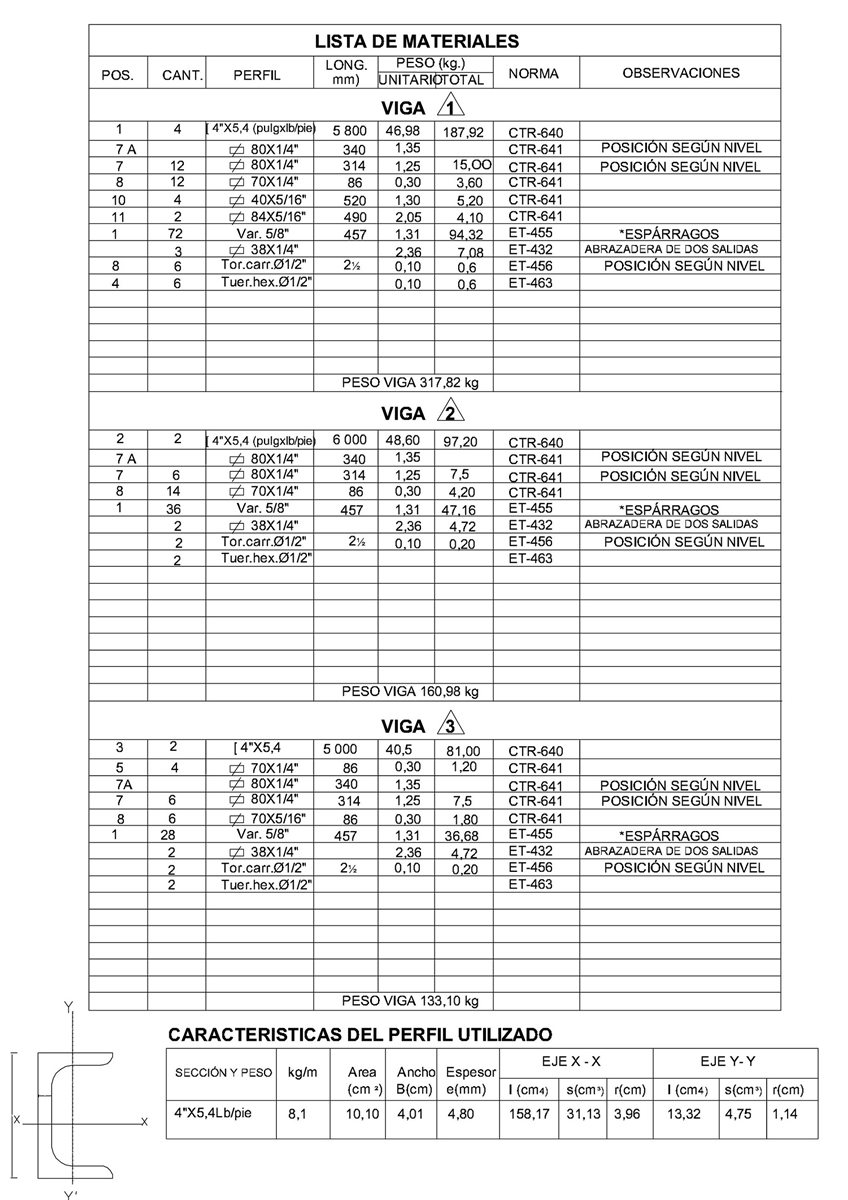 LISTA DE MATERIALES
POS. CANT. PERFIL LONG. mm) PESO (kg.) UNITARIO TOTAL NORMA OBSERVACIONES
VIGA 1
1 4 [ 4"X5,4 (pulgxlb/pie) 5 800 46,98 187,92 CTR-640
7 A 80X1/4" 340 1,35 CTR-641 POSICIÓN SEGÚN NIVEL
7 12 80X1/4" 314 1,25 15,OO CTR-641 POSICIÓN SEGÚN NIVEL
8 12 70X1/4" 86 0,30 3,60 CTR-641
10 4 40X5/16" 520 1,30 5,20 CTR-641
11 2 84X5/16" 490 2,05 4,10 CTR-641
1 72 Var. 5/8" 457 1,31 94,32 ET-455 *ESPÁRRAGOS
3 38X1/4" 2,36 7,08 ET-432 ABRAZADERA DE DOS SALIDAS
8 6 Tor.carr.Ø1/2" 2½ 0,10 0,6 ET-456 POSICIÓN SEGÚN NIVEL
4 6 Tuer.hex.Ø1/2" 0,10 0,6 ET-463
PESO VIGA 317,82 kg
VIGA 2
2 2 [ 4"X5,4 (pulgxlb/pie) 6 000 48,60 97,20 CTR-640
7 A 80X1/4" 340 1,35 CTR-641 POSICIÓN SEGÚN NIVEL
7 6 80X1/4" 314 1,25 7,5 CTR-641 POSICIÓN SEGÚN NIVEL
8 14 70X1/4" 86 0,30 4,20 CTR-641
1 36 Var. 5/8" 457 1,31 47,16 ET-455 *ESPÁRRAGOS
2 38X1/4" 2,36 4,72 ET-432 ABRAZADERA DE DOS SALIDAS
2 Tor.carr.Ø1/2" 2½ 0,10 0,20 ET-456 POSICIÓN SEGÚN NIVEL
2 Tuer.hex.Ø1/2" ET-463
PESO VIGA 160,98 kg
VIGA 3
3 2 [ 4"X5,4 5 000 40,5 81,00 CTR-640
5 4 70X1/4" 86 0,30 1,20 CTR-641
7A 80X1/4" 340 1,35 CTR-641 POSICIÓN SEGÚN NIVEL
7 6 80X1/4" 314 1,25 7,5 CTR-641 POSICIÓN SEGÚN NIVEL
8 6 70X5/16" 86 0,30 1,80 CTR-641
1 28 Var. 5/8" 457 1,31 36,68 ET-455 *ESPÁRRAGOS
2 38X1/4" 2,36 4,72 ET-432 ABRAZADERA DE DOS SALIDAS
2 Tor.carr.Ø1/2" 2½ 0,10 0,20 ET-456 POSICIÓN SEGÚN NIVEL
2 Tuer.hex.Ø1/2" ET-463
PESO VIGA 133,10 kg
Y
X X
Y'
CARACTERISTICAS DEL PERFIL UTILIZADO
SECCIÓN Y PESO kg/m Area (cm ²) Ancho B(cm) Espesor e(mm) EJE X - X EJE Y- Y
I (cm4) s(cm³) r(cm) I (cm4) s(cm³) r(cm)
4"X5,4Lb/pie 8,1 10,10 4,01 4,80 158,17 31,13 3,96 13,32 4,75 1,14